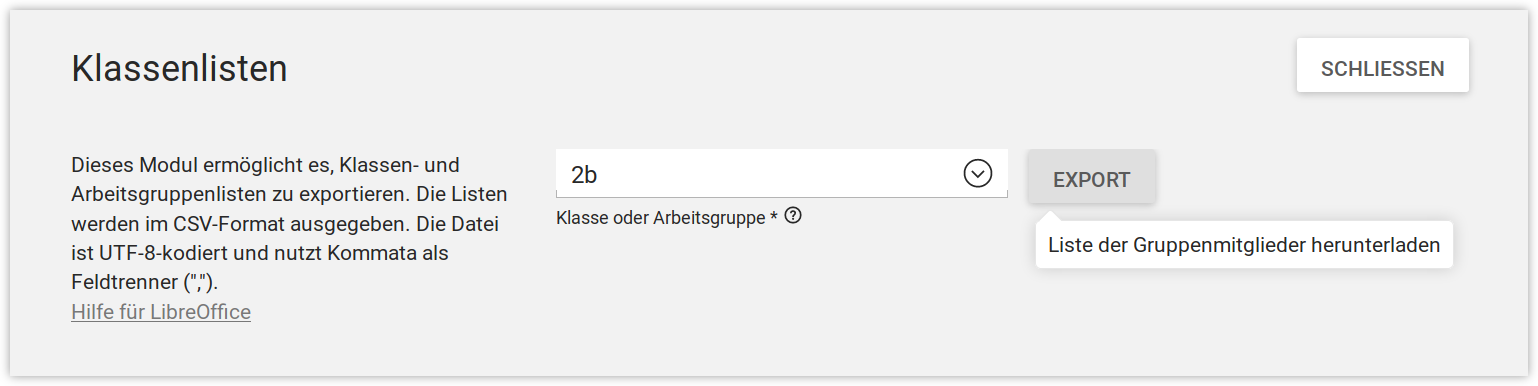 Klassenlisten
SCHLIESSEN
Dieses Modul ermöglicht es, Klassen- und
Arbeitsgruppenlisten zu exportieren. Die Listen
werden im CSV-Format ausgegeben. Die Datei
ist UTF-8-kodiert und nutzt Kommata als
Feldtrenner (",").
Hilfe für LibreOffice
2b
Klasse oder Arbeitsgruppe * ?
EXPORT
Liste der Gruppenmitglieder herunterladen